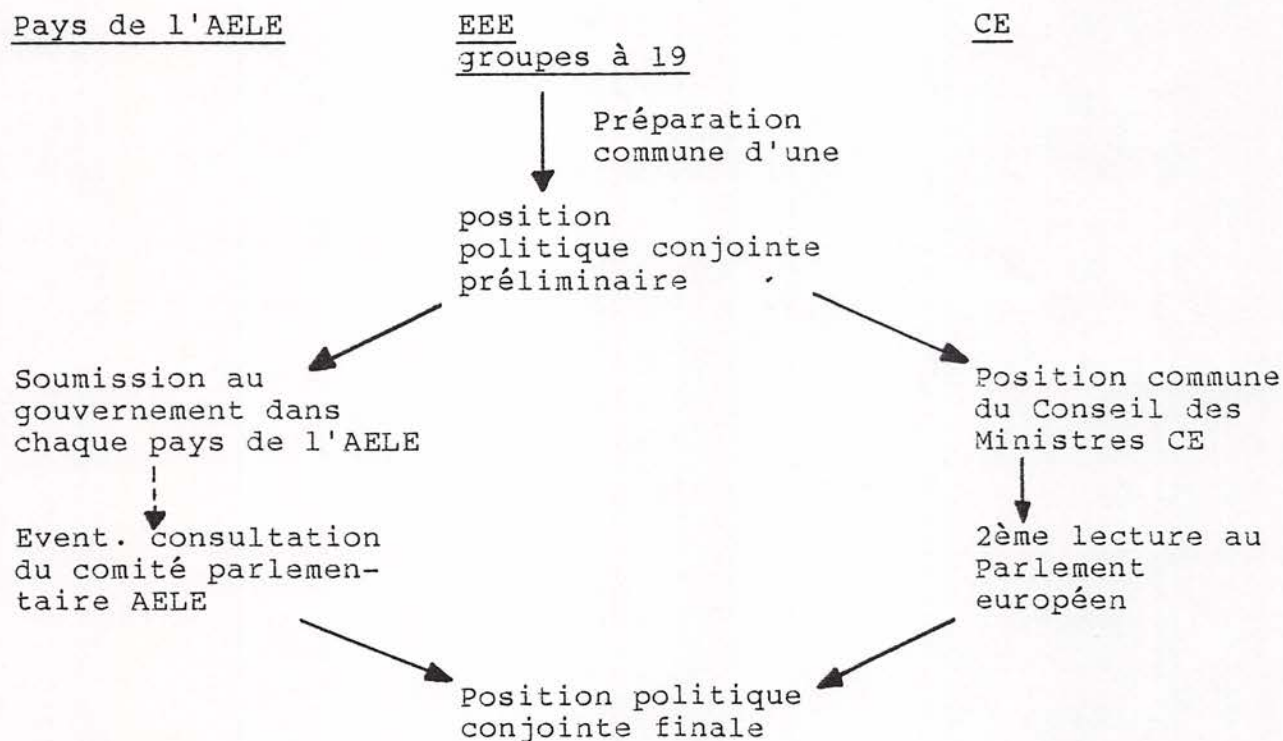 Pays de l'AELE
EEE
groupes à 19
CE
Préparation
commune d'une
position
politique conjointe
préliminaire
Soumission au
gouvernement dans
chaque pays de l'AELE
Position commune
du Conseil des
Ministres CE
Event. consultation
du comité parlemen-
taire AELE
2ème lecture au
Parlement
européen
Position politique
conjointe finale